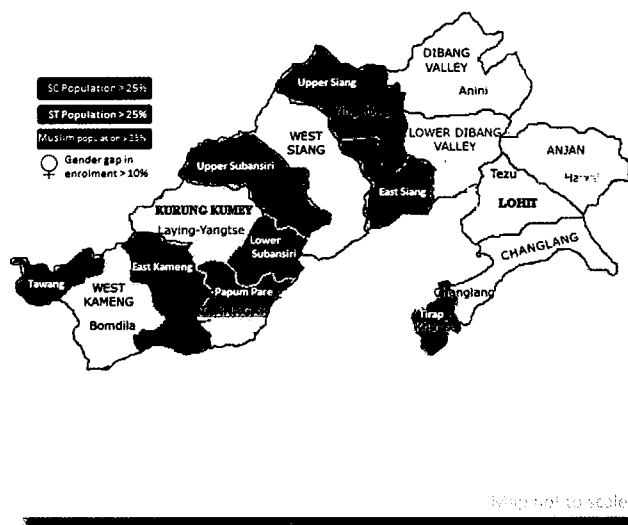 SC Population > 25%
ST Population > 25%
Muslim population > 25%
Gender gap in
enrolment > 10%
DIBANG
VALLEY
Anini
Upper Siang
WEST
SIANG
LOWER DIBANG
VALLEY
ANJAN
Upper Subansiri
East Siang
Tezu
LOHIT
KURUNG KUMEY
Laying-Yangtse
CHANGLANG
Lower
Subansiri
Tawang
WEST
KAMENG
East Kameng
Papum Pare
Changlang
Bomdila
Tirap
Map not to scale